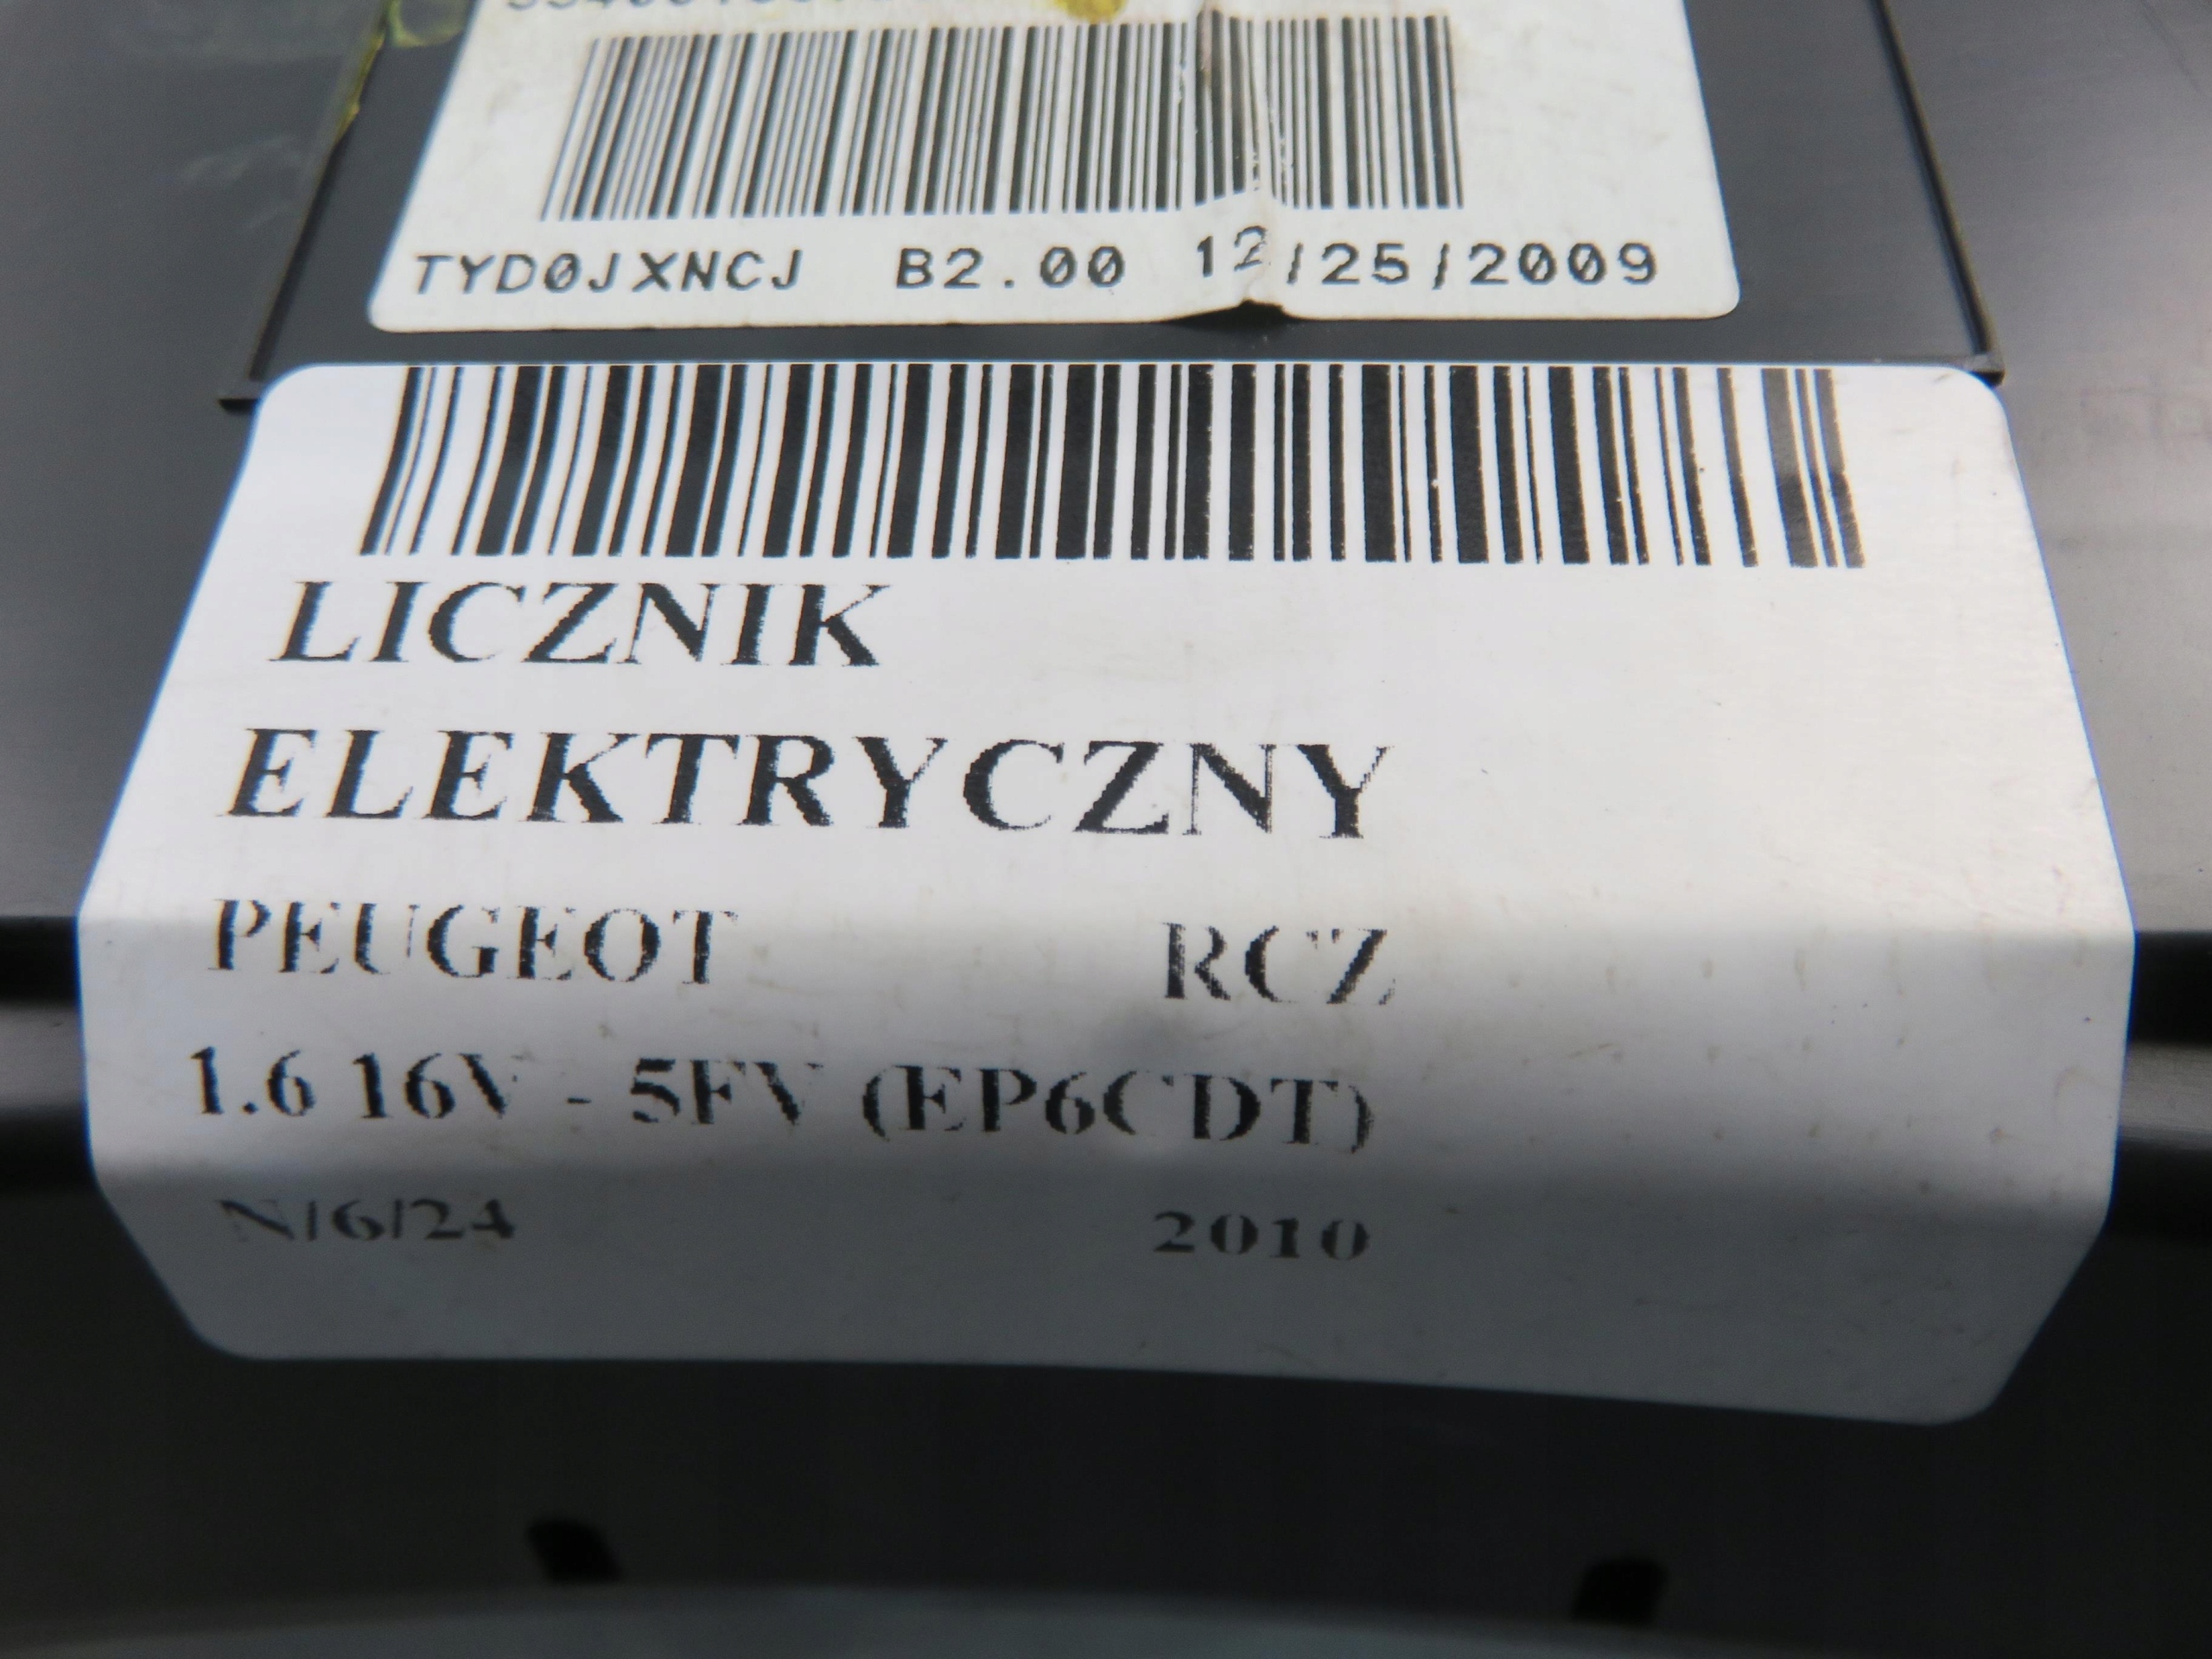 TYD0JXNCJ B2.00 12/25/2009
LICZNIK
ELEKTRYCZNY
PEUGEOT RCZ
1.6 16V - 5FV (EP6CDT)
N/6/24 2010